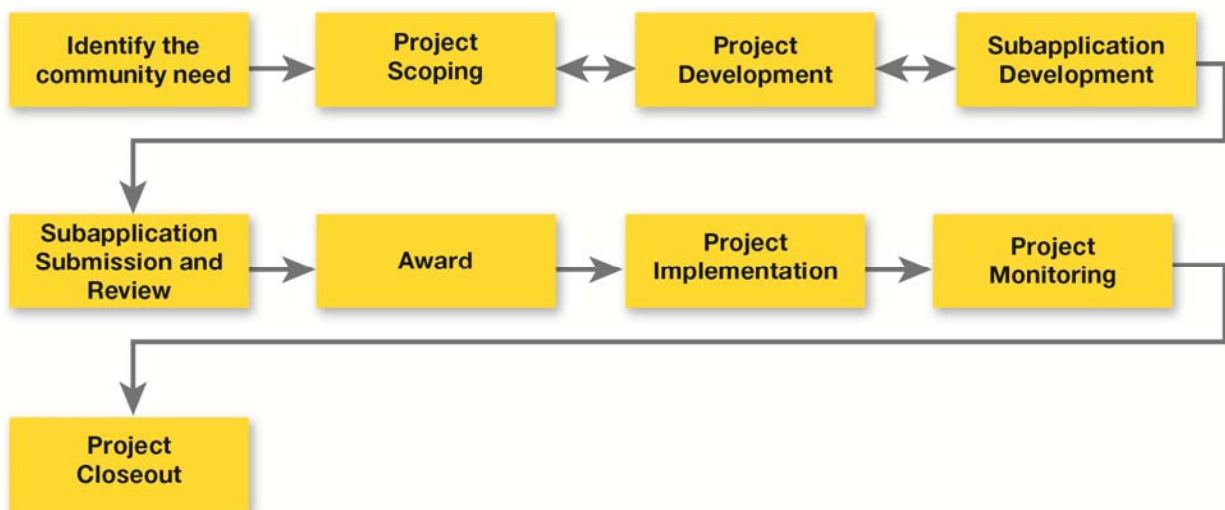 Identify the
community need
Project
Scoping
Project
Development
Subapplication
Development
Subapplication
Submission and
Review
Award
Project
Implementation
Project
Monitoring
Project
Closeout